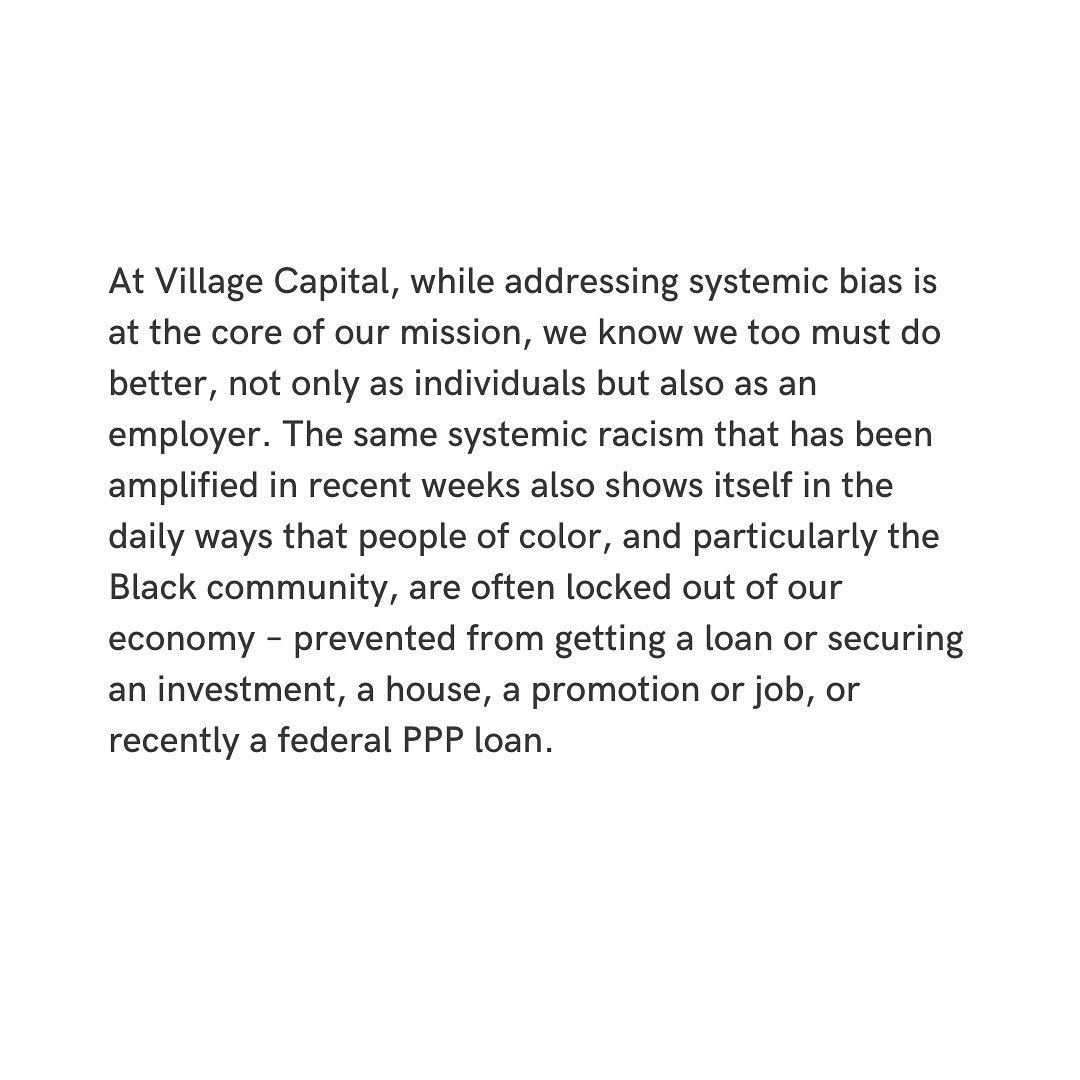 At Village Capital, while addressing systemic bias is
at the core of our mission, we know we too must do
better, not only as individuals but also as an
employer. The same systemic racism that has been
amplified in recent weeks also shows itself in the
daily ways that people of color, and particularly the
Black community, are often locked out of our
economy – prevented from getting a loan or securing
an investment, a house, a promotion or job, or
recently a federal PPP loan.